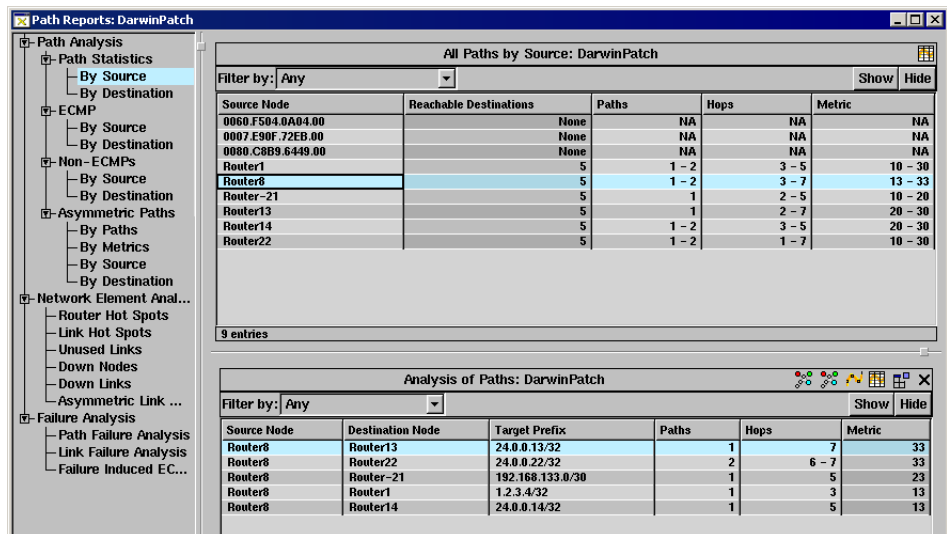 Path Reports: DarwinPatch
Path Analysis
Path Statistics
By Source
By Destination
ECMP
By Source
By Destination
Non-ECMPs
By Source
By Destination
Asymmetric Paths
By Paths
By Metrics
By Source
By Destination
Network Element Anal...
Router Hot Spots
Link Hot Spots
Unused Links
Down Nodes
Down Links
Asymmetric Link ...
Failure Analysis
Path Failure Analysis
Link Failure Analysis
Failure Induced EC...
All Paths by Source: DarwinPatch
Filter by: Any Show Hide
Source Node Reachable Destinations Paths Hops Metric
0060.F504.0A04.00 None NA NA NA
0007.E90F.72EB.00 None NA NA NA
0080.C8B9.6449.00 None NA NA NA
Router1 5 1 - 2 3 - 5 10 - 30
Router8 5 1 - 2 3 - 7 13 - 33
Router-21 5 1 2 - 5 10 - 20
Router13 5 1 2 - 7 20 - 30
Router14 5 1 - 2 3 - 5 20 - 30
Router22 5 1 - 2 1 - 7 10 - 30
9 entries
Analysis of Paths: DarwinPatch
Filter by: Any Show Hide
Source Node Destination Node Target Prefix Paths Hops Metric
Router8 Router13 24.0.0.13/32 1 7 33
Router8 Router22 24.0.0.22/32 2 6 - 7 33
Router8 Router-21 192.168.133.0/30 1 5 23
Router8 Router1 1.2.3.4/32 1 3 13
Router8 Router14 24.0.0.14/32 1 5 13